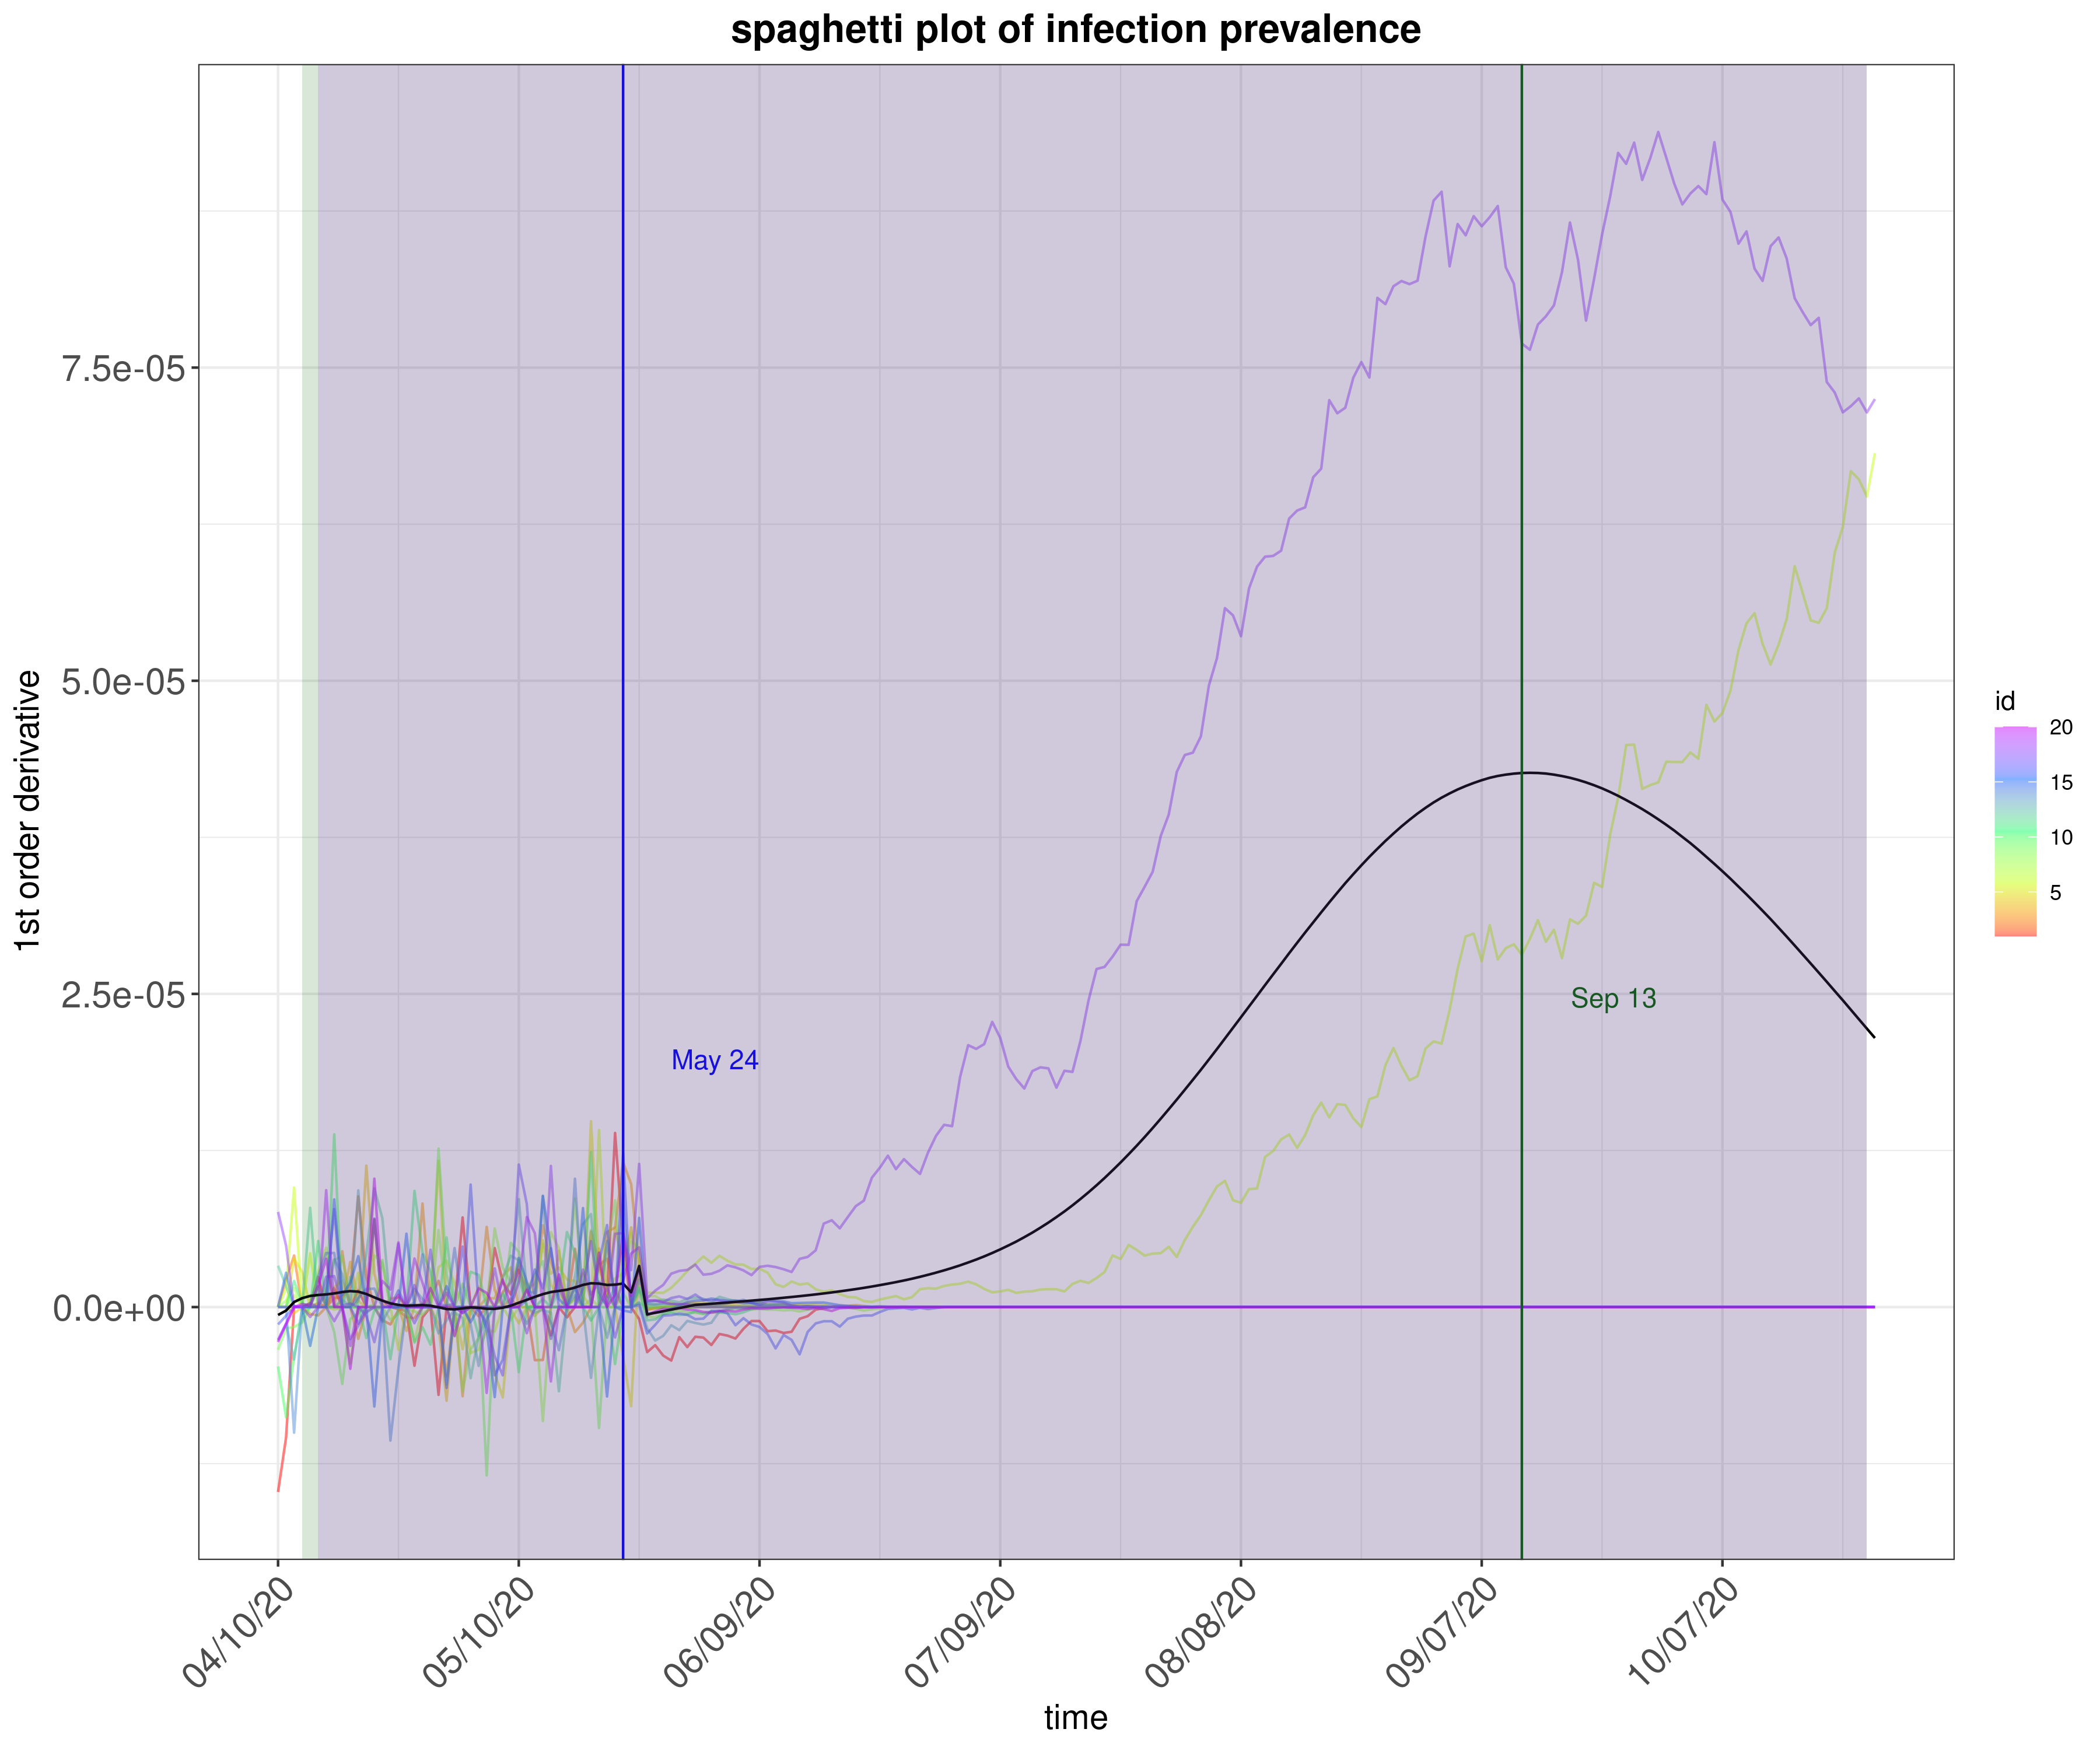 spaghetti plot of infection prevalence
1st order derivative
7.5e-05
5.0e-05
2.5e-05
0.0e+00
May 24
Sep 13
id
20
15
10
5
04/10/20
05/10/20
06/09/20
07/09/20
08/08/20
09/07/20
10/07/20
time